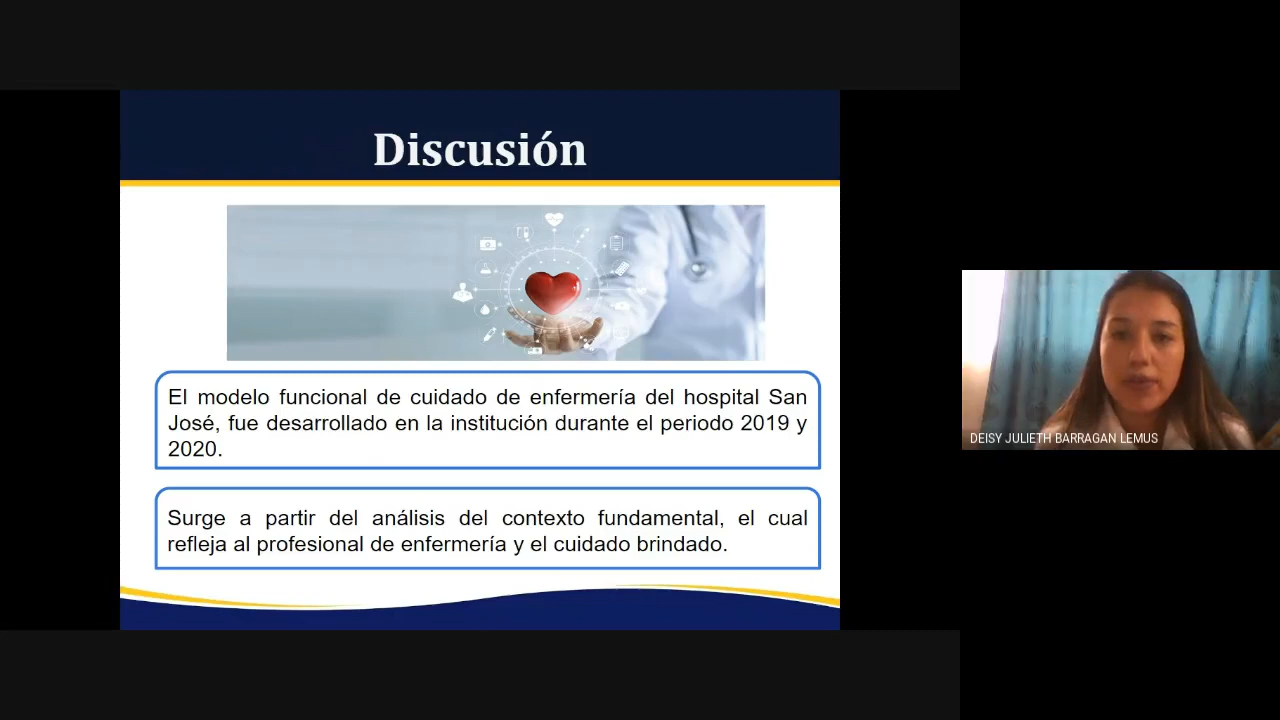 Discusión
El modelo funcional de cuidado de enfermería del hospital San
José, fue desarrollado en la institución durante el periodo 2019 y
2020.
Surge a partir del análisis del contexto fundamental, el cual
refleja al profesional de enfermería y el cuidado brindado.
DEISY JULIETH BARRAGAN LEMUS